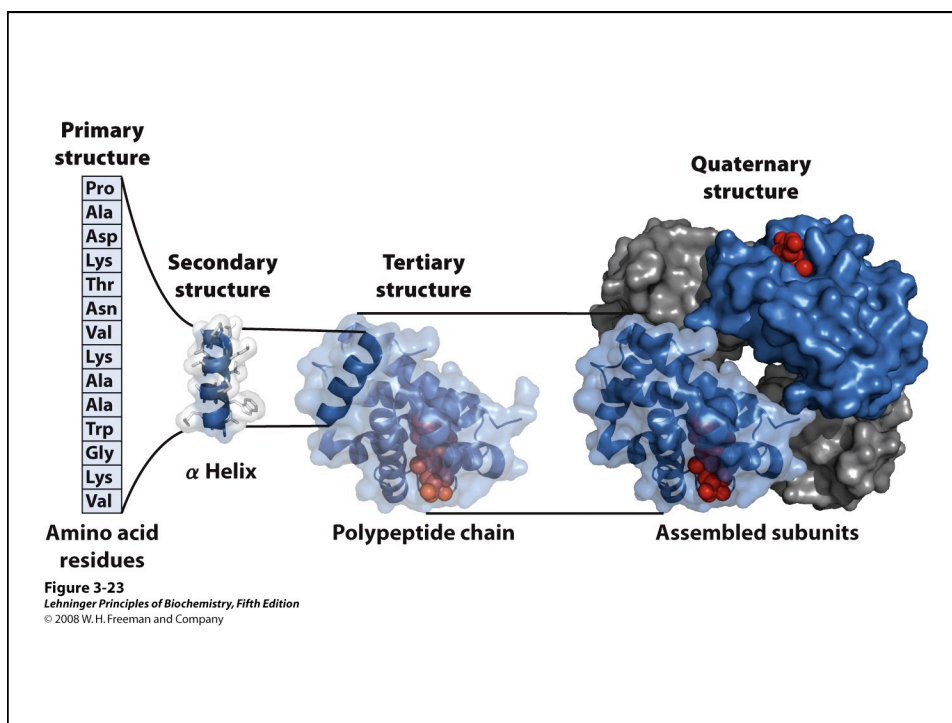 Primary
structure
Pro
Ala
Asp
Lys
Thr
Asn
Val
Lys
Ala
Ala
Trp
Gly
Lys
Val
Amino acid
residues
Secondary
structure
α Helix
Tertiary
structure
Polypeptide chain
Quaternary
structure
Assembled subunits
Figure 3-23
Lehninger Principles of Biochemistry, Fifth Edition
© 2008 W. H. Freeman and Company